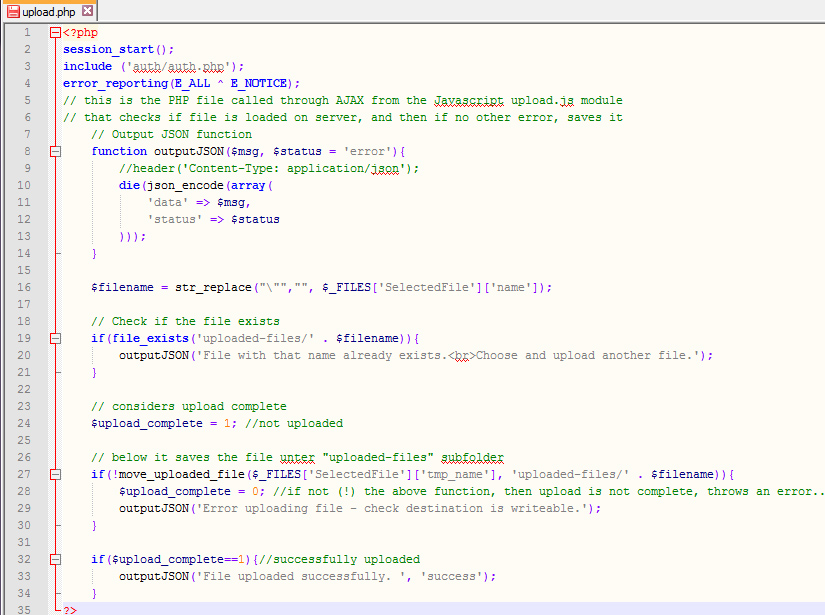 upload.php
1 <?php
2 session_start();
3 include ('auth/auth.php');
4 error_reporting(E_ALL ^ E_NOTICE);
5 // this is the PHP file called through AJAX from the Javascript upload.js module
6 // that checks if file is loaded on server, and then if no other error, saves it
7 // Output JSON function
8 function outputJSON($msg, $status = 'error'){
9 //header('Content-Type: application/json');
10 die(json_encode(array(
11 'data' => $msg,
12 'status' => $status
13 )));
14 }
15
16 $filename = str_replace("\"","", $_FILES['SelectedFile']['name']);
17
18 // Check if the file exists
19 if(file_exists('uploaded-files/' . $filename)){
20 outputJSON('File with that name already exists.<br>Choose and upload another file.');
21 }
22
23 // considers upload complete
24 $upload_complete = 1; //not uploaded
25
26 // below it saves the file unter "uploaded-files" subfolder
27 if(!move_uploaded_file($_FILES['SelectedFile']['tmp_name'], 'uploaded-files/' . $filename)){
28 $upload_complete = 0; //if not (!) the above function, then upload is not complete, throws an error..
29 outputJSON('Error uploading file - check destination is writeable.');
30 }
31
32 if($upload_complete==1){//successfully uploaded
33 outputJSON('File uploaded successfully. ', 'success');
34 }
35 ?>